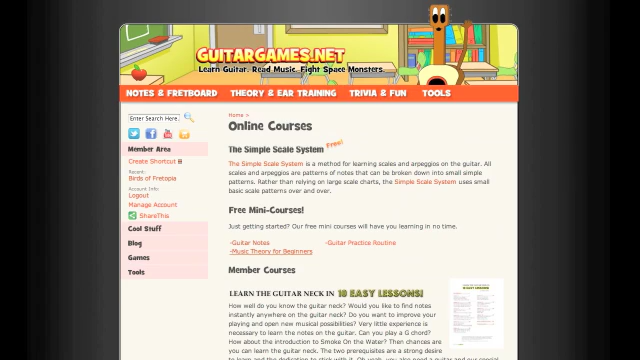 GUITARGAMES.NET
Learn Guitar. Read Music. Fight Space Monsters.
NOTES & FRETBOARD THEORY & EAR TRAINING TRIVIA & FUN TOOLS
Enter Search Here.
Member Area
Create Shortcut
Recent:
Birds of Fretopia
Account Info:
Logout
Manage Account
ShareThis
Cool Stuff
Blog
Games
Tools
Home >
Online Courses
The Simple Scale System Free!
The Simple Scale System is a method for learning scales and arpeggios on the guitar. All
scales and arpeggios are patterns of notes that can be broken down into small simple
patterns. Rather than relying on large scale charts, the Simple Scale System uses small
basic scale patterns over and over.
Free Mini-Courses!
Just getting started? Our free mini courses will have you learning in no time.
-Guitar Notes -Guitar Practice Routine
-Music Theory for Beginners
Member Courses
LEARN THE GUITAR NECK IN 10 EASY LESSONS!
How well do you know the guitar neck? Would you like to find notes
instantly anywhere on the guitar neck? Do you want to improve your
playing and open new musical possibilities? Very little experience is
necessary to learn the notes on the guitar. Can you play a G chord?
How about the introduction to Smoke On the Water? Then chances are
you can learn the guitar neck. The two prerequisites are a strong desire